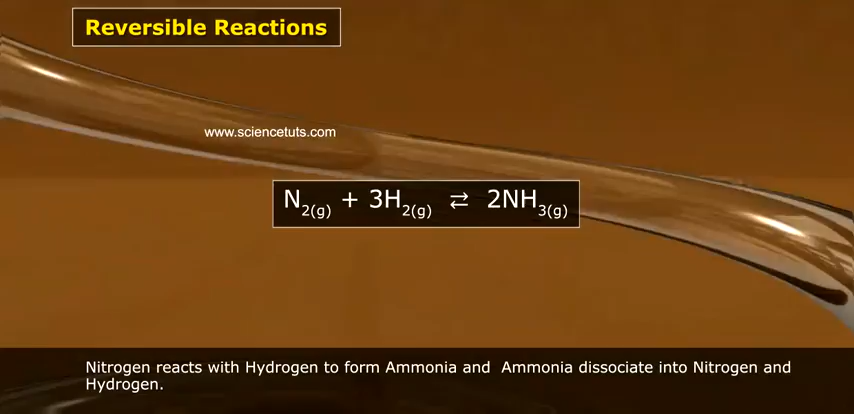 Reversible Reactions
www.sciencetuts.com
N₂(g) + 3H₂(g) ⇄ 2NH₃(g)
Nitrogen reacts with Hydrogen to form Ammonia and  Ammonia dissociate into Nitrogen and
Hydrogen.